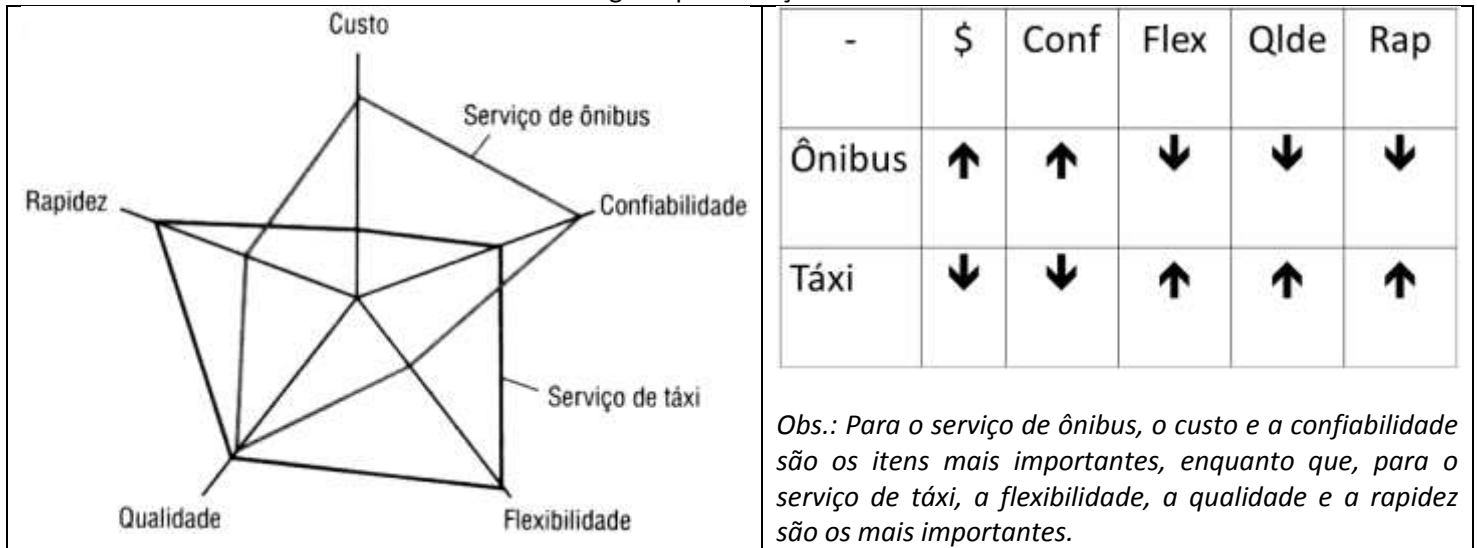 Custo
Serviço de ônibus
Rapidez
Confiabilidade
Serviço de táxi
Qualidade
Flexibilidade
- $ Conf Flex Qlde Rap
Ônibus ↑ ↑ ↓ ↓ ↓
Táxi ↓ ↓ ↑ ↑ ↑
Obs.: Para o serviço de ônibus, o custo e a confiabilidade
são os itens mais importantes, enquanto que, para o
serviço de táxi, a flexibilidade, a qualidade e a rapidez
são os mais importantes.